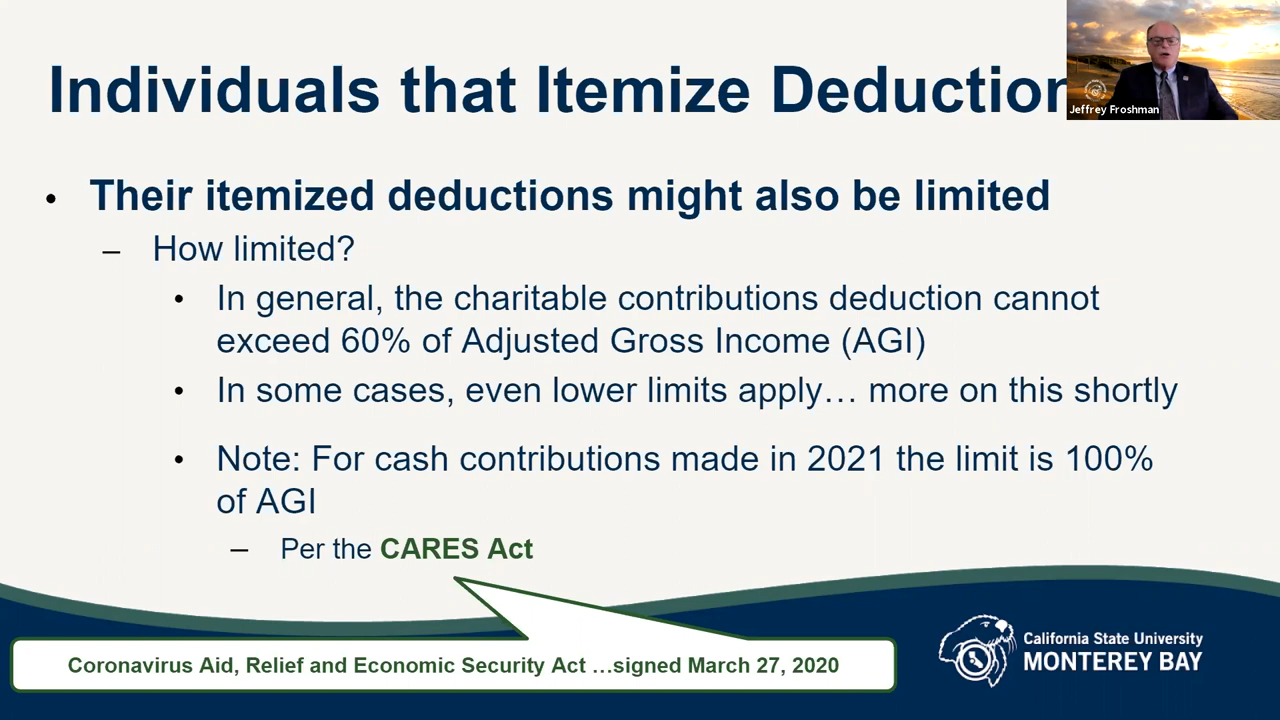 Individuals that Itemize Deduction
Jeffrey Froshman
• Their itemized deductions might also be limited
– How limited?
• In general, the charitable contributions deduction cannot
exceed 60% of Adjusted Gross Income (AGI)
• In some cases, even lower limits apply… more on this shortly
• Note: For cash contributions made in 2021 the limit is 100%
of AGI
– Per the CARES Act
Coronavirus Aid, Relief and Economic Security Act …signed March 27, 2020
California State University
MONTEREY BAY